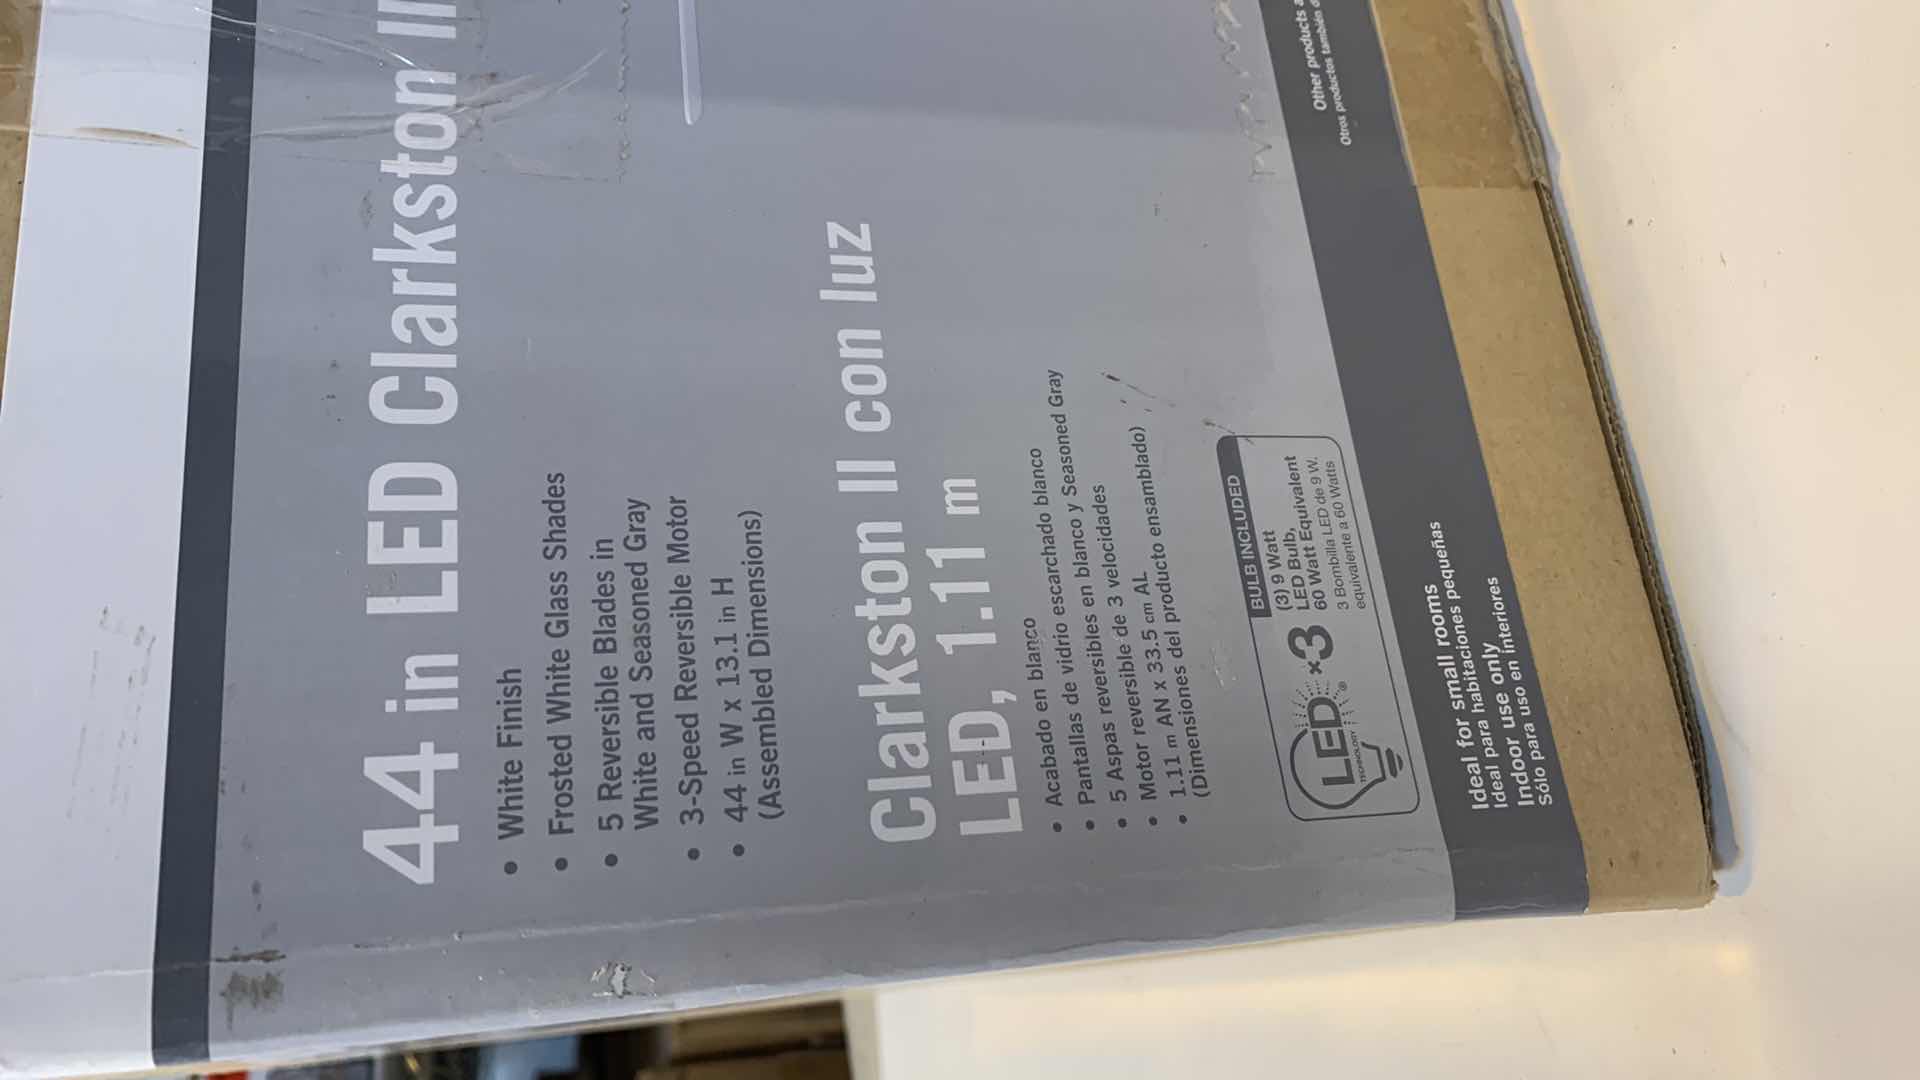 44 in LED Clarkston II
• White Finish
• Frosted White Glass Shades
• 5 Reversible Blades in
White and Seasoned Gray
• 3-Speed Reversible Motor
• 44 in W x 13.1 in H
(Assembled Dimensions)
Clarkston II con luz
LED, 1.11 m
• Acabado en blanco
• Pantallas de vidrio escarchado blanco
• 5 Aspas reversibles en blanco y Seasoned Gray
• Motor reversible de 3 velocidades
• 1.11 m AN x 33.5 cm AL
(Dimensiones del producto ensamblado)
BULB INCLUDED
LED
TECHNOLOGY
x3
(3) 9 Watt
LED Bulb,
60 Watt Equivalent
3 Bombilla LED de 9 W.
equivalente a 60 Watts
Ideal for small rooms
Ideal para habitaciones pequeñas
Indoor use only
Sólo para uso en interiores
Other products
Otros productos también